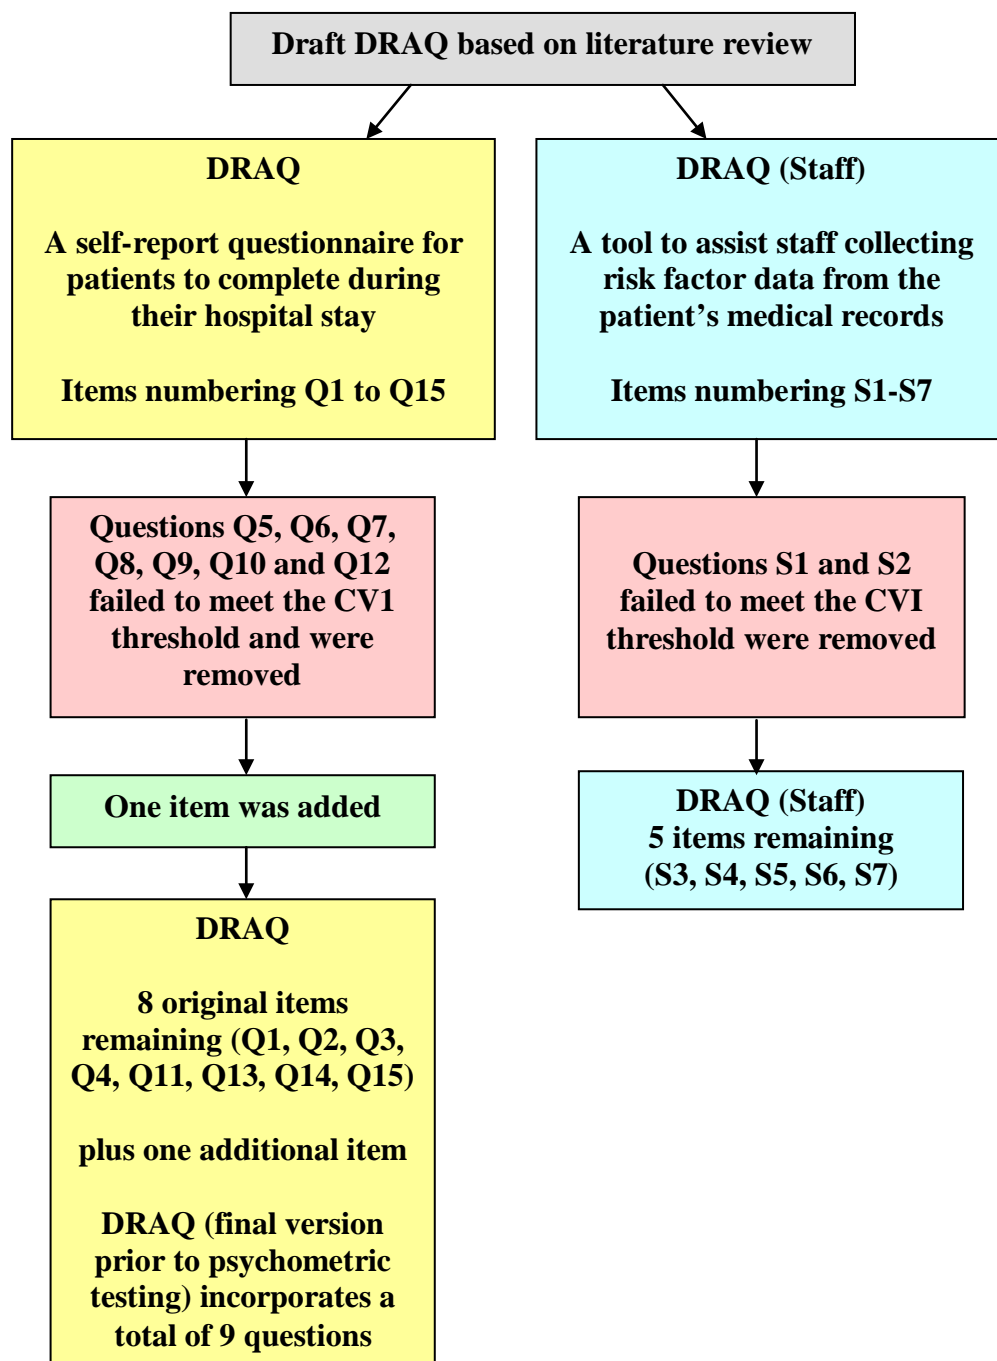 Draft DRAQ based on literature review
DRAQ
A self-report questionnaire for
patients to complete during
their hospital stay
Items numbering Q1 to Q15
DRAQ (Staff)
A tool to assist staff collecting
risk factor data from the
patient's medical records
Items numbering S1-S7
Questions Q5, Q6, Q7,
Q8, Q9, Q10 and Q12
failed to meet the CV1
threshold and were
removed
Questions S1 and S2
failed to meet the CVI
threshold were removed
One item was added
DRAQ (Staff)
5 items remaining
(S3, S4, S5, S6, S7)
DRAQ
8 original items
remaining (Q1, Q2, Q3,
Q4, Q11, Q13, Q14, Q15)
plus one additional item
DRAQ (final version
prior to psychometric
testing) incorporates a
total of 9 questions